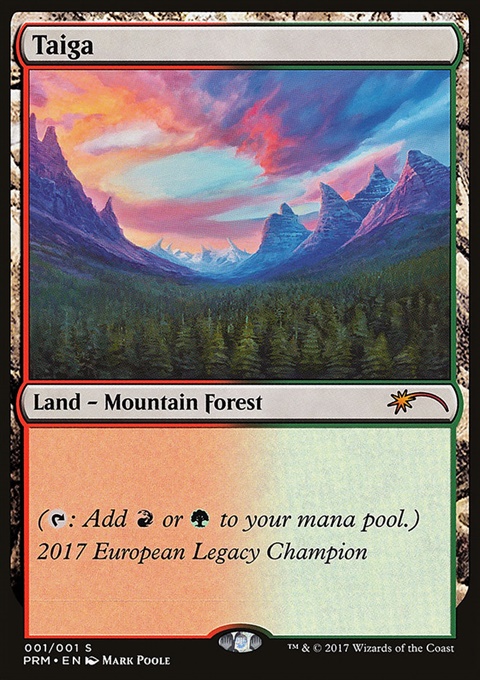 Taiga
Land – Mountain Forest
(: Add or to your mana pool.)
2017 European Legacy Champion
001/001 S
PRM • EN Mark Poole
™ & © 2017 Wizards of the Coast